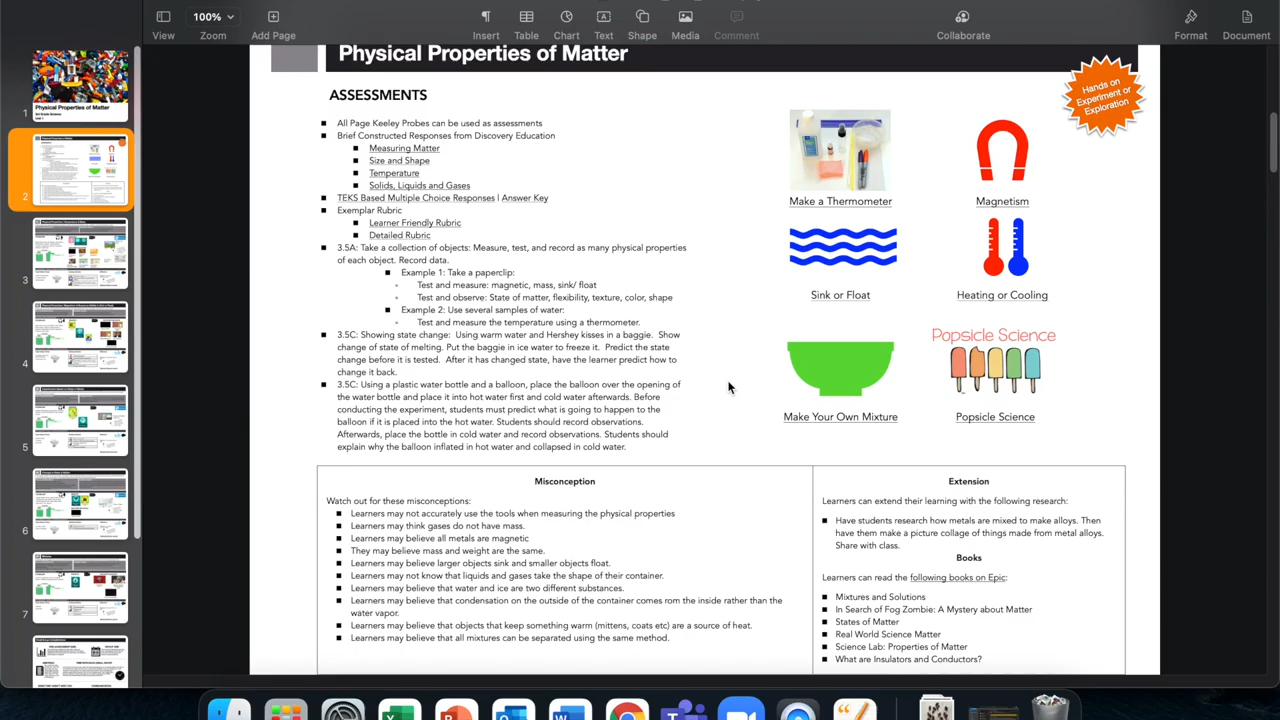 100%
View
Zoom
Add Page
Insert
Table
Chart
Text
Shape
Media
Comment
Collaborate
Format
Document
Physical Properties of Matter
1
2
3
4
5
6
7
Physical Properties of Matter
Hands on
Experiment or
Exploration
ASSESSMENTS
All Page Keeley Probes can be used as assessments
Brief Constructed Responses from Discovery Education
Measuring Matter
Size and Shape
Temperature
Solids, Liquids and Gases
TEKS Based Multiple Choice Responses | Answer Key
Exemplar Rubric
Learner Friendly Rubric
Detailed Rubric
3.5A: Take a collection of objects: Measure, test, and record as many physical properties
of each object. Record data.
Example 1: Take a paperclip:
Test and measure: magnetic, mass, sink/ float
Test and observe: State of matter, flexibility, texture, color, shape
Example 2: Use several samples of water:
Test and measure the temperature using a thermometer.
3.5C: Showing state change: Using warm water and Hershey kisses in a baggie. Show
change of state of melting. Put the baggie in ice water to freeze it. Predict the state
change before it is tested. After it has changed state, have the learner predict how to
change it back.
3.5C: Using a plastic water bottle and a balloon, place the balloon over the opening of
the water bottle and place it into hot water first and cold water afterwards. Before
conducting the experiment, students must predict what is going to happen to the
balloon if it is placed into the hot water. Students should record observations.
Afterwards, place the bottle in cold water and record observations. Students should
explain why the balloon inflated in hot water and collapsed in cold water.
Make a Thermometer
Magnetism
Sink or Float
Heating or Cooling
Popsicle Science
Make Your Own Mixture
Popsicle Science
Misconception
Watch out for these misconceptions:
Learners may not accurately use the tools when measuring the physical properties
Learners may think gases do not have mass.
Learners may believe all metals are magnetic
They may believe mass and weight are the same.
Learners may believe larger objects sink and smaller objects float.
Learners may not know that liquids and gases take the shape of their container.
Learners may believe that water and ice are two different substances.
Learners may believe that condensation on the outside of the container comes rom the inside rather than the
water vapor.
Learners may believe that objects that keep something warm (mittens, coats etc) are a source of heat.
Learners may believe that all mixtures can be separated using the same method.
Extension
Learners can extend their learning with the following research:
Have students research how metals are mixed to make alloys. Then
have them make a picture collage of things made from metal alloys.
Share with class.
Books
Learners can read the following books on Epic:
Mixtures and Solutions
In Search of Fog Zombie: A Mystery about Matter
States of Matter
Real World Science Matter
Science Lab: Properties of Matter
What are Insulators and Conductors?